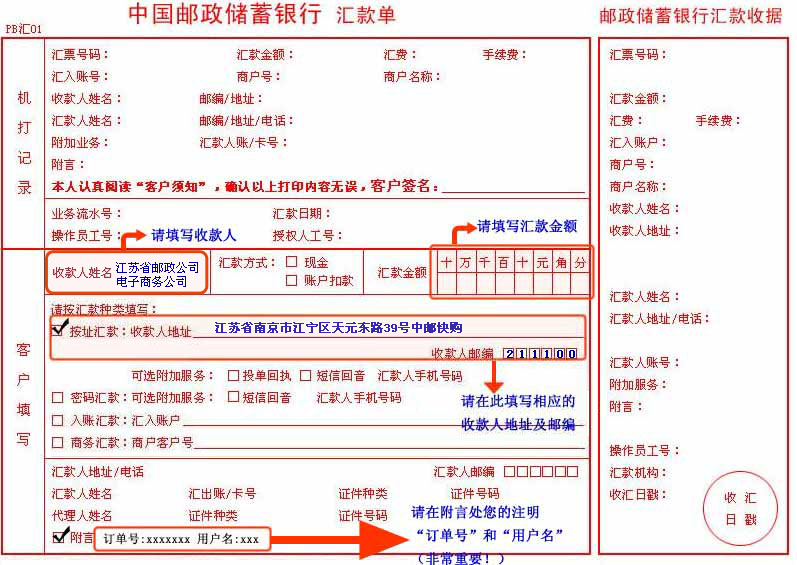 中国邮政储蓄银行 汇款单
PB汇01
机打记录
汇票号码： 汇款金额： 汇费： 手续费：
汇入账号： 商户号： 商户名称：
收款人姓名： 邮编/地址：
汇款人姓名： 邮编/地址/电话：
附加业务： 汇款人账/卡号：
附言：
本人认真阅读“客户须知”，确认以上打印内容无误，客户签名：
业务流水号： 汇款日期：
操作员工号： 授权人工号：
请填写收款人
请填写汇款金额
客户填写
收款人姓名 江苏省邮政公司
电子商务公司
汇款方式： 现金
账户扣款
汇款金额 十 万 千 百 十 元 角 分
请按汇款种类填写：
按址汇款：收款人地址 江苏省南京市江宁区天元东路39号中邮快购
收款人邮编 211100
可选附加服务： 投单回执 短信回音 汇款人手机号码
密码汇款：可选附加服务： 短信回音 汇款人手机号码
入账汇款：汇入账户
商务汇款：商户客户号
请在此填写相应的
收款人地址及邮编
汇款人地址/电话 汇款人邮编
汇款人姓名 汇出账/卡号 证件种类 证件号码
代理人姓名 证件种类 证件号码
附言 订单号:xxxxxxx 用户名:xxx
请在附言处您的注明
“订单号”和“用户名”
（非常重要！）
邮政储蓄银行汇款收据
汇票号码：
汇款金额：
汇费： 手续费：
汇入账户：
商户号：
商户名称：
收款人姓名：
收款人地址：
汇款人姓名：
汇款人地址/电话：
汇款人账号：
附加服务：
附言：
操作员工号：
汇款机构：
收汇日戳：
收汇
日戳